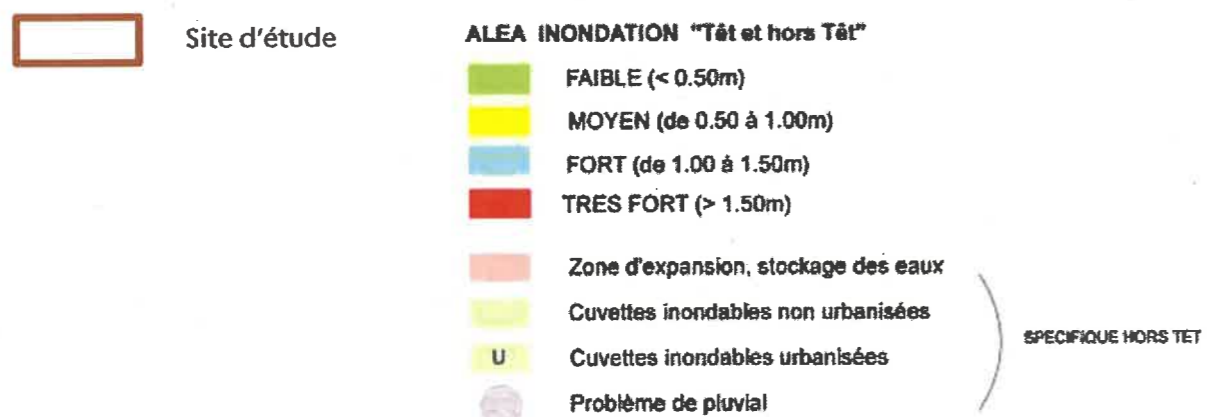 Site d'étude
ALEA INONDATION "Têt et hors Têt"
FAIBLE (< 0.50m)
MOYEN (de 0.50 à 1.00m)
FORT (de 1.00 à 1.50m)
TRES FORT (> 1.50m)
Zone d'expansion, stockage des eaux
Cuvettes inondables non urbanisées
U Cuvettes inondables urbanisées
SPECIFIQUE HORS TET
Problème de pluvial